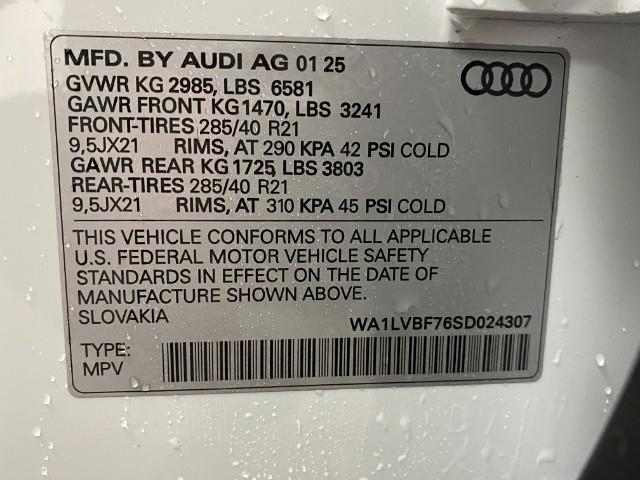 MFD. BY AUDI AG 01 25
GVWR KG 2985, LBS 6581
GAWR FRONT KG1470, LBS 3241
FRONT-TIRES 285/40 R21
9,5JX21 RIMS, AT 290 KPA 42 PSI COLD
GAWR REAR KG 1725, LBS 3803
REAR-TIRES 285/40 R21
9,5JX21 RIMS, AT 310 KPA 45 PSI COLD
THIS VEHICLE CONFORMS TO ALL APPLICABLE
U.S. FEDERAL MOTOR VEHICLE SAFETY
STANDARDS IN EFFECT ON THE DATE OF
MANUFACTURE SHOWN ABOVE.
SLOVAKIA WA1LVBF76SD024307
TYPE:
MPV